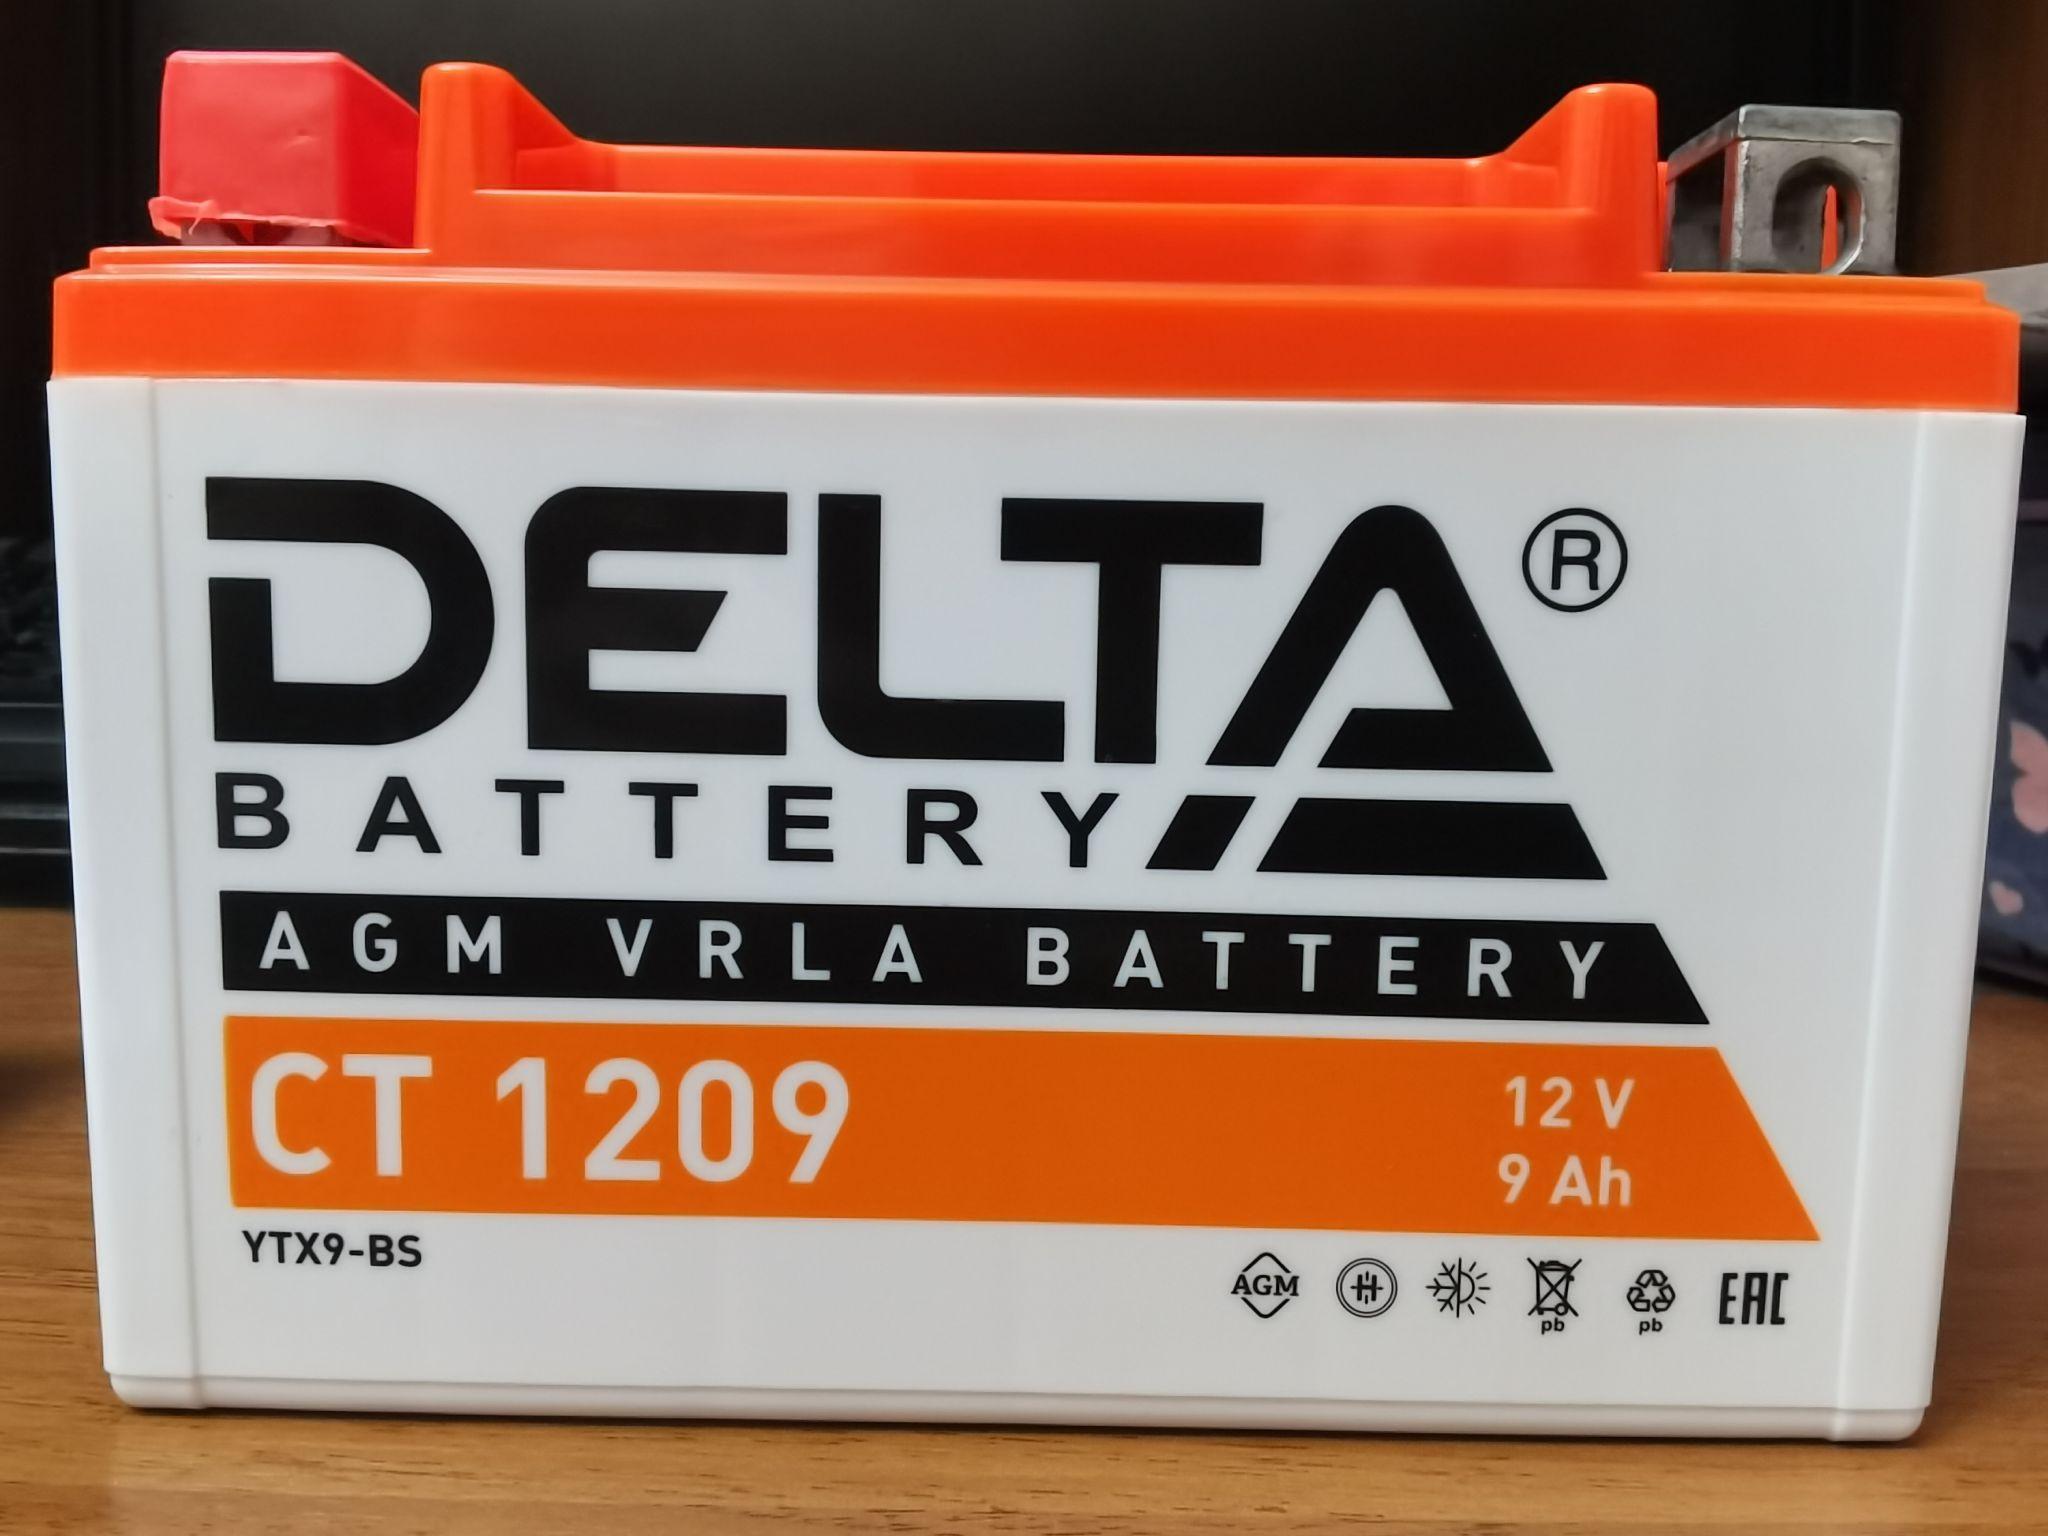 DELTA®
BATTERY
AGM VRLA BATTERY
CT 1209
12 V
9 Ah
YTX9-BS
AGM
pb
pb
EAC